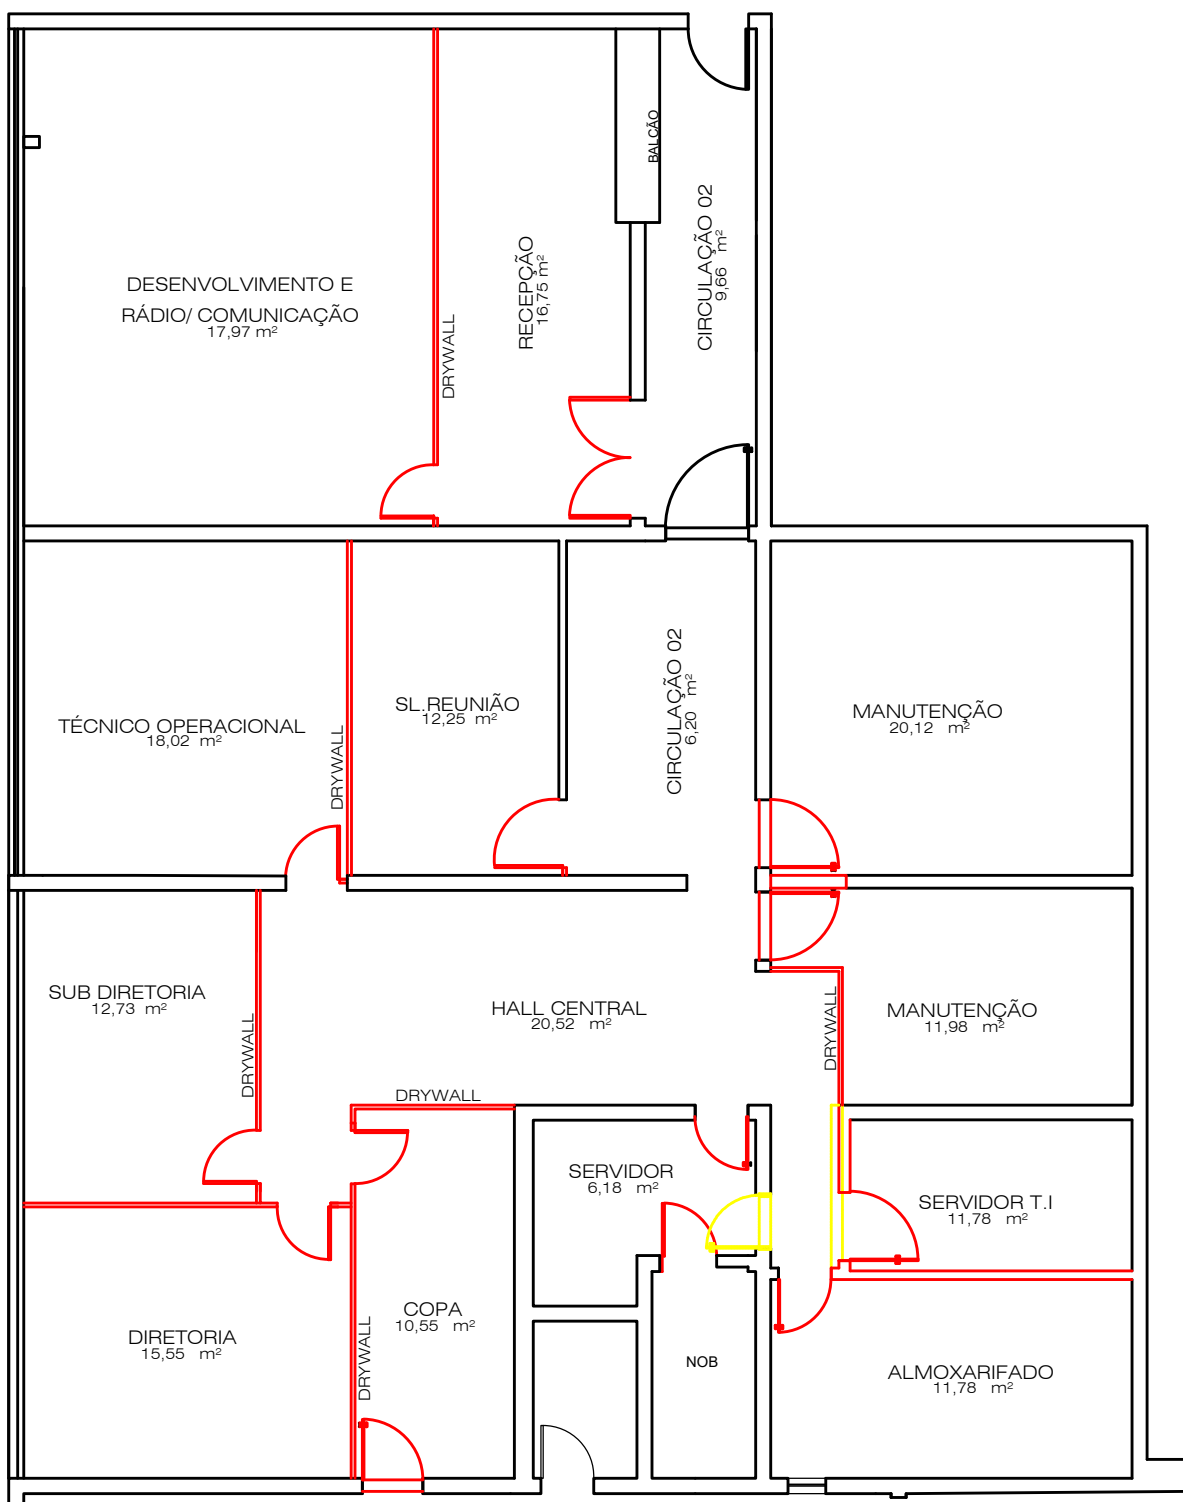 BALCÃO
CIRCULAÇÃO 02
9,66 m²
RECEPÇÃO
16,75 m²
DESENVOLVIMENTO E
RÁDIO/ COMUNICAÇÃO
17,97 m²
DRYWALL
TÉCNICO OPERACIONAL
18,02 m²
DRYWALL
SL.REUNIÃO
12,25 m²
CIRCULAÇÃO 02
6,20 m²
MANUTENÇÃO
20,12 m²
SUB DIRETORIA
12,73 m²
DRYWALL
HALL CENTRAL
20,52 m²
DRYWALL
MANUTENÇÃO
11,98 m²
DRYWALL
SERVIDOR
6,18 m²
SERVIDOR T.I
11,78 m²
DIRETORIA
15,55 m²
DRYWALL
COPA
10,55 m²
NOB
ALMOXARIFADO
11,78 m²